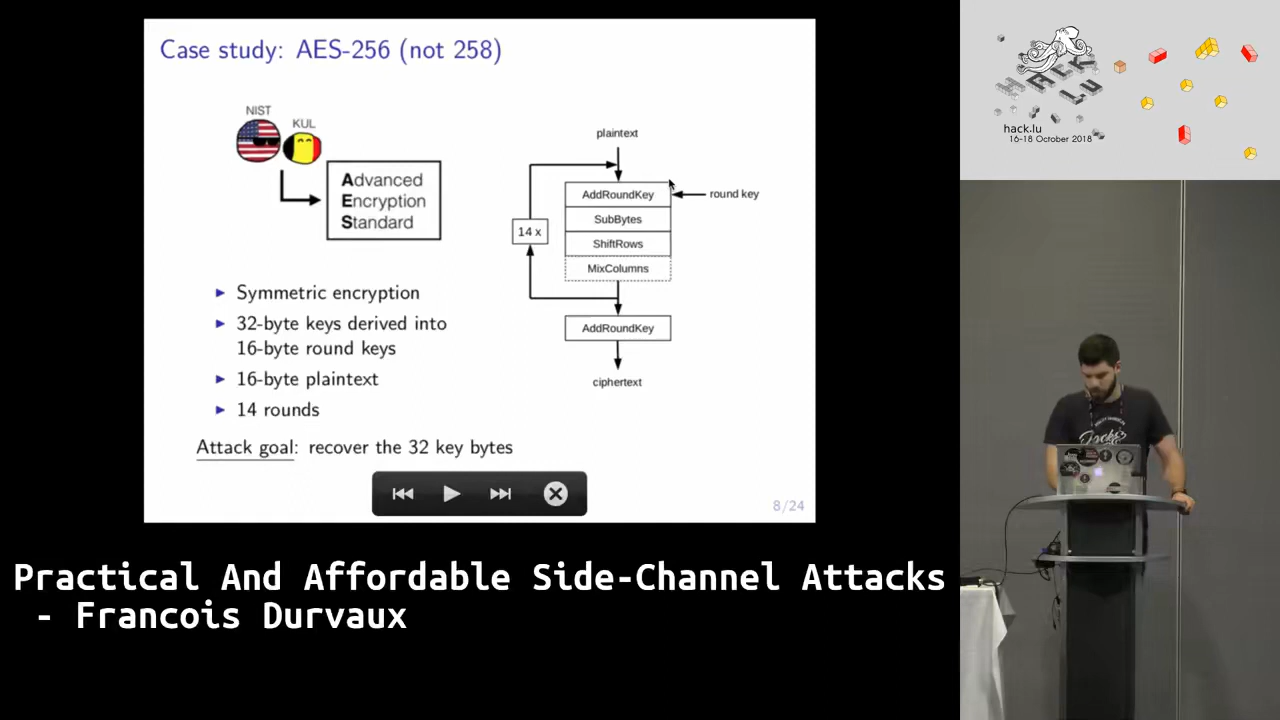 Case study: AES-256 (not 258)
NIST
KUL
Advanced
Encryption
Standard
▶ Symmetric encryption
▶ 32-byte keys derived into
16-byte round keys
▶ 16-byte plaintext
▶ 14 rounds
Attack goal: recover the 32 key bytes
plaintext
AddRoundKey
round key
SubBytes
14 x
ShiftRows
MixColumns
AddRoundKey
ciphertext
8/24
HACK
LU
hack.lu
16-18 October 2018
Practical And Affordable Side-Channel Attacks
- Francois Durvaux